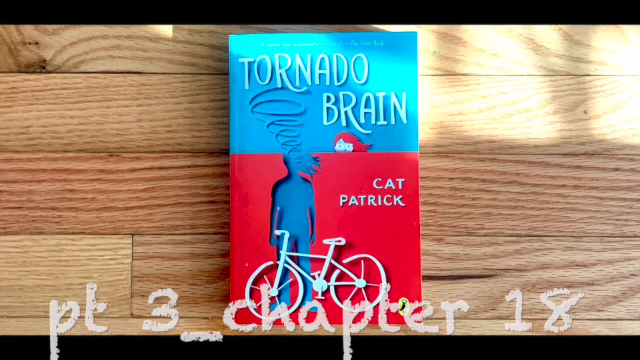 TORNADO
BRAIN
CAT
PATRICK
pt 3_chapter 18